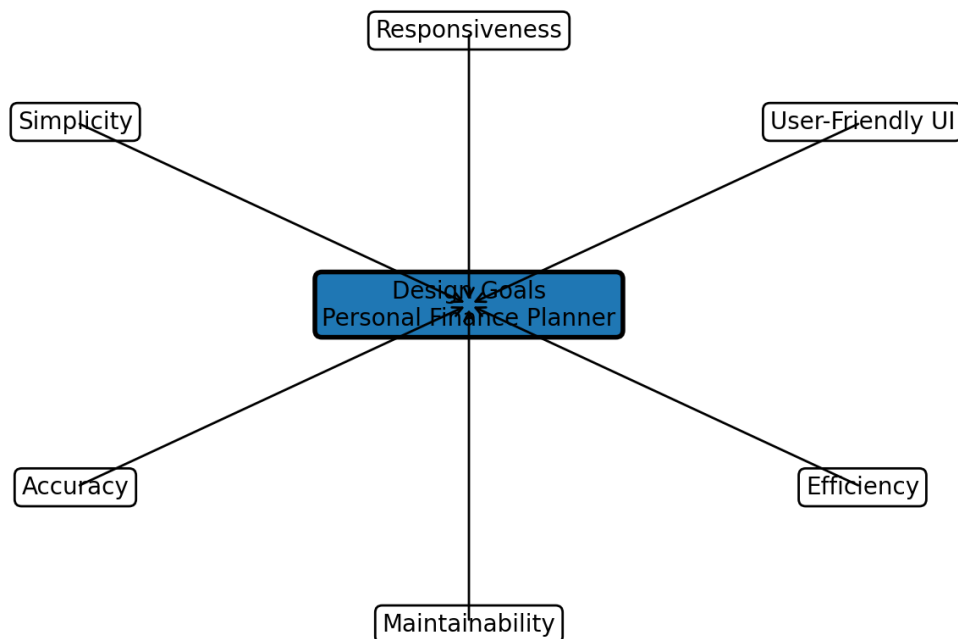 Responsiveness
Simplicity
User-Friendly UI
Design Goals
Personal Finance Planner
Accuracy
Efficiency
Maintainability